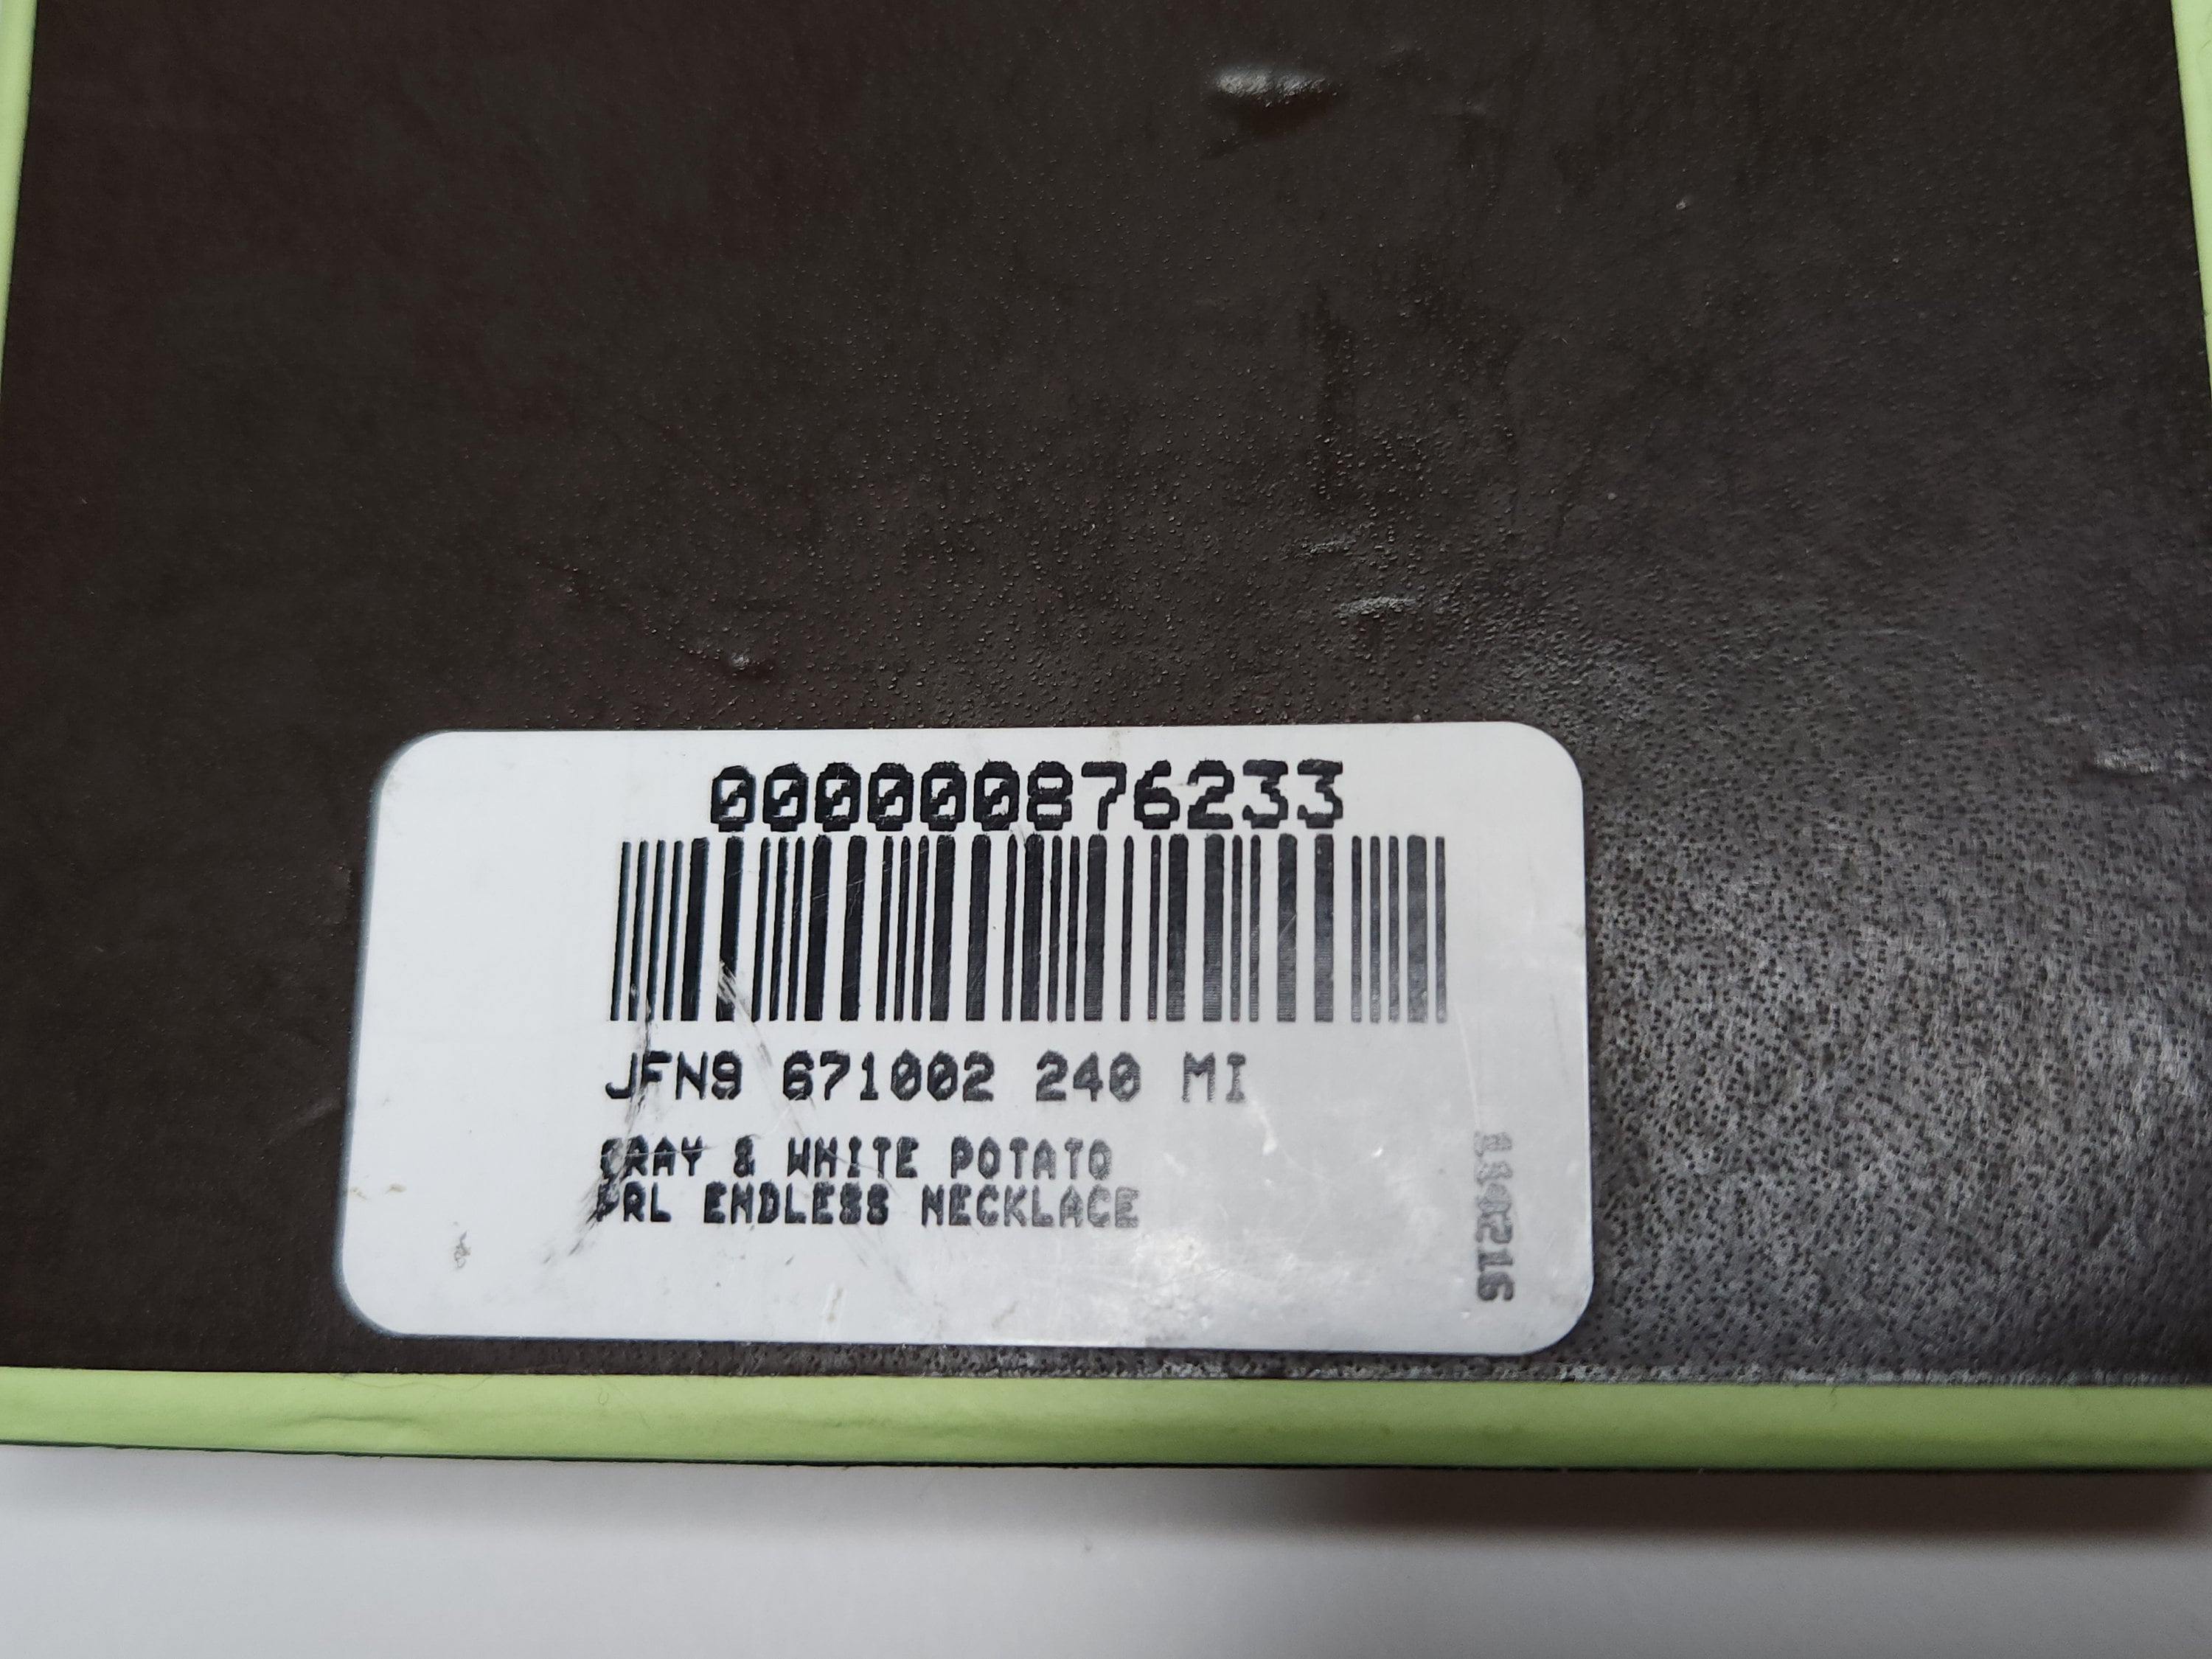 000000876233
JFN9 671002 240 MI
GRAY & WHITE POTATO
PRL ENDLESS NECKLACE